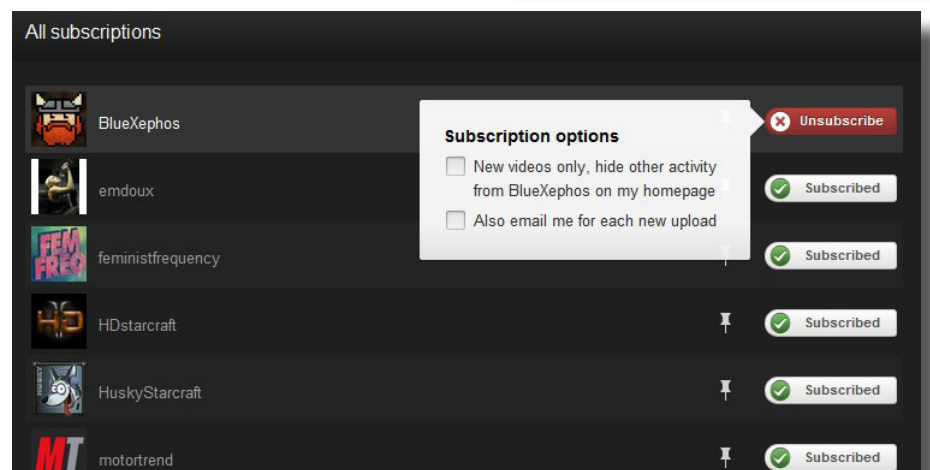 All subscriptions
BlueXephos
Unsubscribe
Subscription options
New videos only, hide other activity
from BlueXephos on my homepage
Also email me for each new upload
emdoux
Subscribed
FEM
FREQ
feministfrequency
Subscribed
HD
HDstarcraft
Subscribed
HuskyStarcraft
Subscribed
MT
motortrend
Subscribed